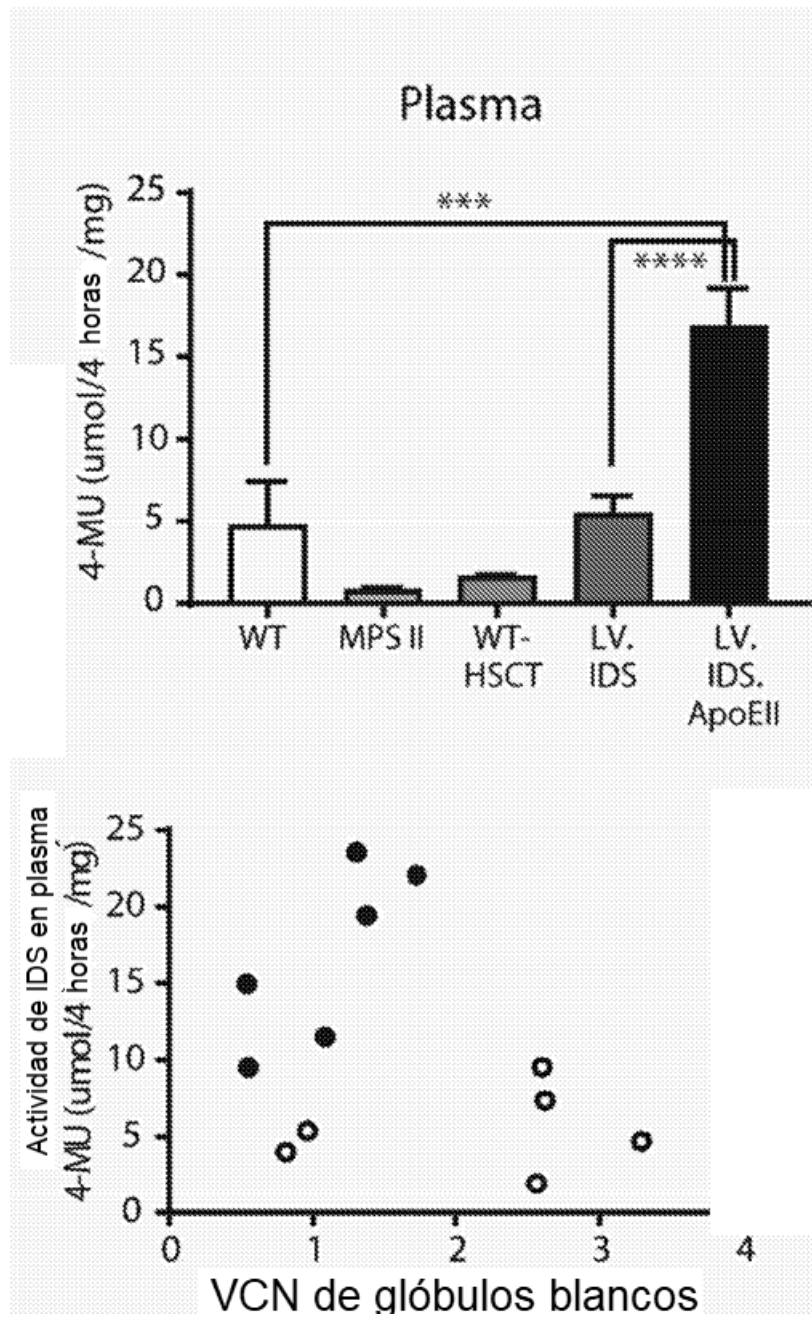 Plasma
4-MU (umol/4 horas /mg)
25
20
15
10
5
0
***
****
WT
MPS II
WT-
HSCT
LV.
IDS
LV.
IDS.
ApoEII
Actividad de IDS en plasma
4-MU (umol/4 horas /mg)
25
20
15
10
5
0
0
1
2
3
4
VCN de glóbulos blancos